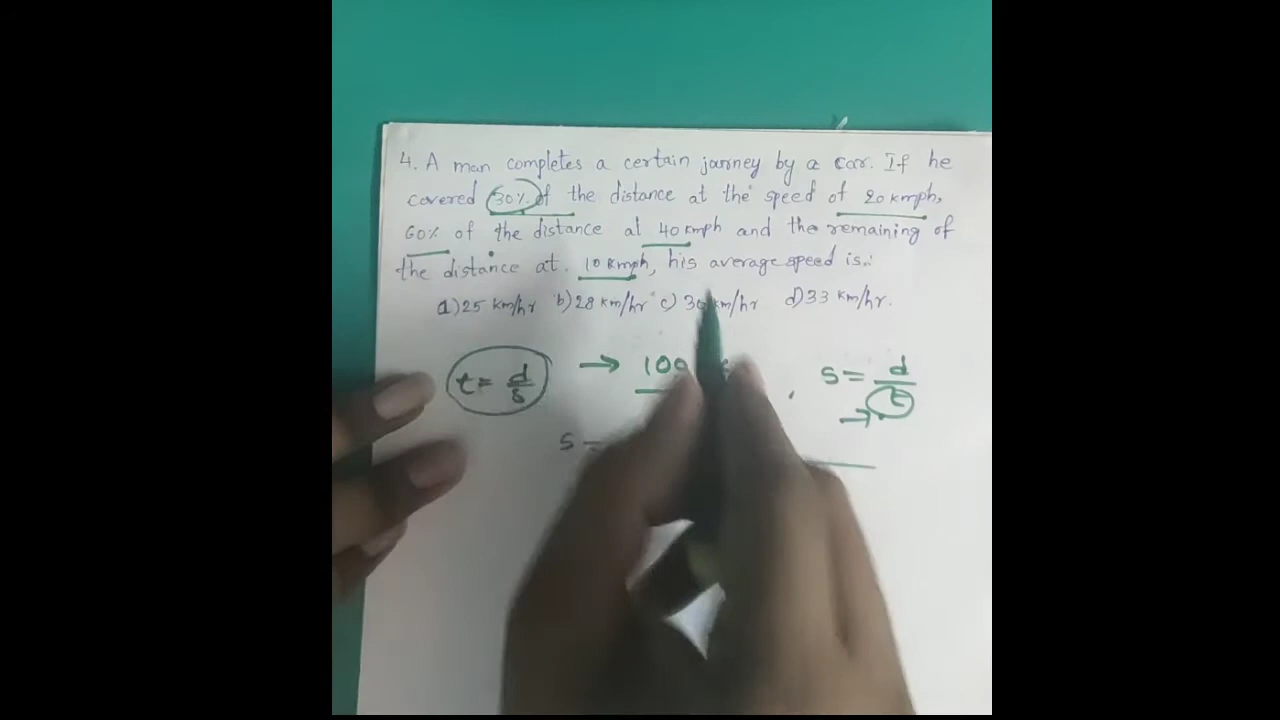 4. A man completes a certain jarney by a car. If he
covered 30% of the distance at the speed of 20 kmph,
60% of the distance at 40 kmph and the remaining of
the distance at 10 kmph, his average speed is:
a) 25 km/hr b) 28 km/hr c) 30 km/hr d) 33 km/hr.
t = d/s → 100 s = d/t
→
s =